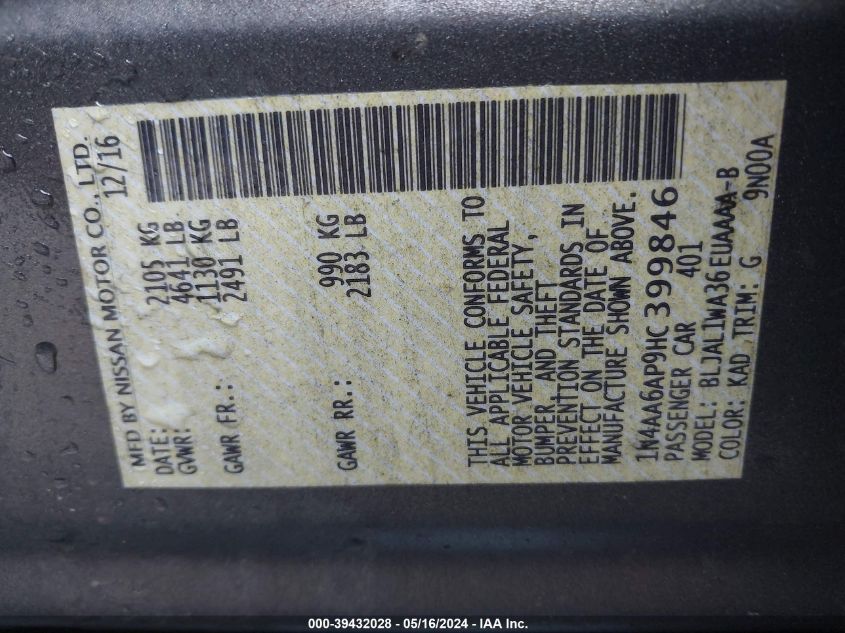 MFD BY NISSAN MOTOR CO., LTD.
DATE: 12/16
GVWR: 2105 KG
4641 LB
GAWR FR.: 1130 KG
2491 LB
GAWR RR.: 990 KG
2183 LB
THIS VEHICLE CONFORMS TO
ALL APPLICABLE FEDERAL
MOTOR VEHICLE SAFETY,
BUMPER AND THEFT
PREVENTION STANDARDS IN
EFFECT ON THE DATE OF
MANUFACTURE SHOWN ABOVE.
1N4AA6AP9HC399846
PASSENGER CAR 401
MODEL: BLJAL1WA36EUAAAA-B
COLOR: KAD TRIM: G 9N00A
000-39432028 - 05/16/2024 - IAA Inc.